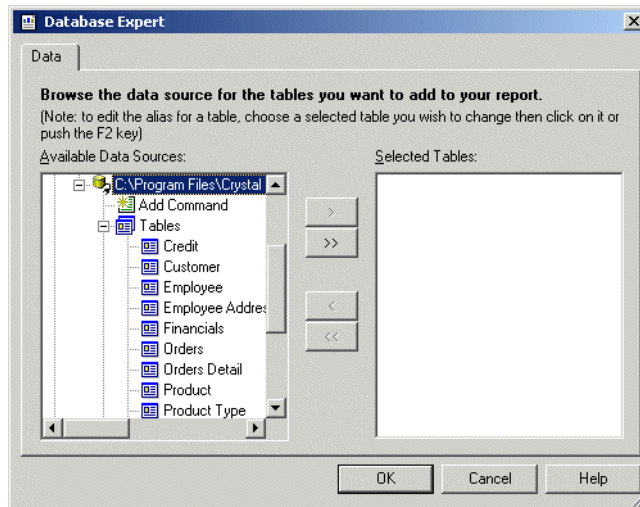 Database Expert
Data
Browse the data source for the tables you want to add to your report.
(Note: to edit the alias for a table, choose a selected table you wish to change then click on it or
push the F2 key)
Available Data Sources:
Selected Tables:
C:\Program Files\Crystal
Add Command
Tables
Credit
Customer
Employee
Employee Addres
Financials
Orders
Orders Detail
Product
Product Type
>
>>
<
<<
OK
Cancel
Help